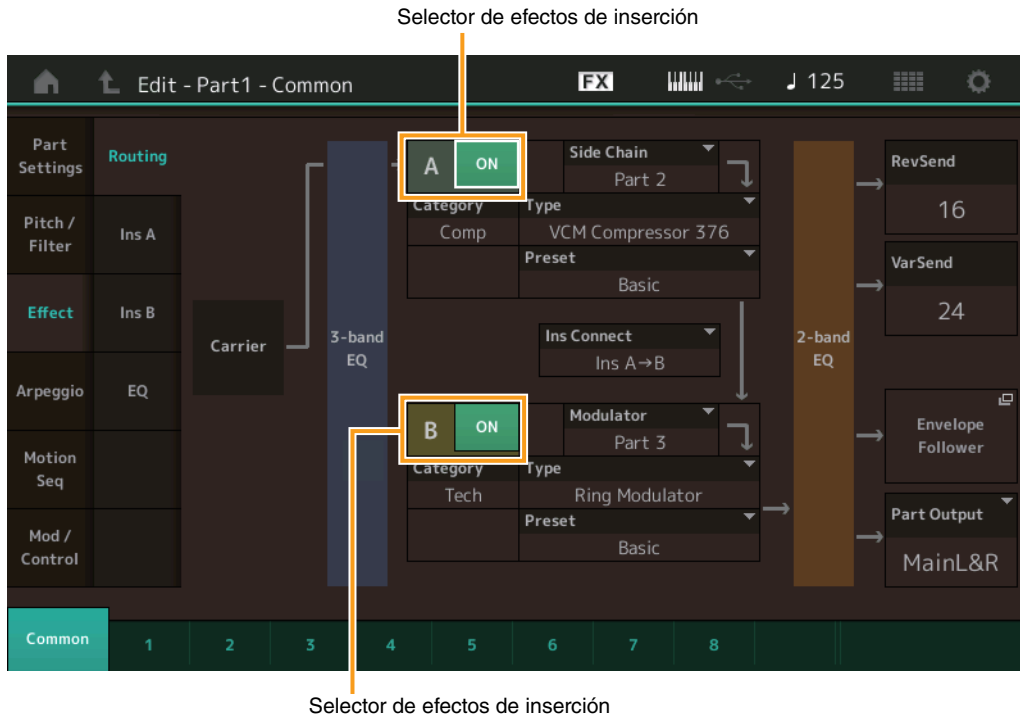 Selector de efectos de inserción
Edit - Part1 - Common
FX
♩ 125
Part
Settings
Routing
Pitch /
Filter
Ins A
Effect
Ins B
Arpeggio
EQ
Motion
Seq
Mod /
Control
Carrier
3-band
EQ
A
ON
Side Chain
Part 2
Category
Comp
Type
VCM Compressor 376
Preset
Basic
Ins Connect
Ins A→B
B
ON
Modulator
Part 3
Category
Tech
Type
Ring Modulator
Preset
Basic
2-band
EQ
RevSend
16
VarSend
24
Envelope
Follower
Part Output
MainL&R
Common
1
2
3
4
5
6
7
8
Selector de efectos de inserción